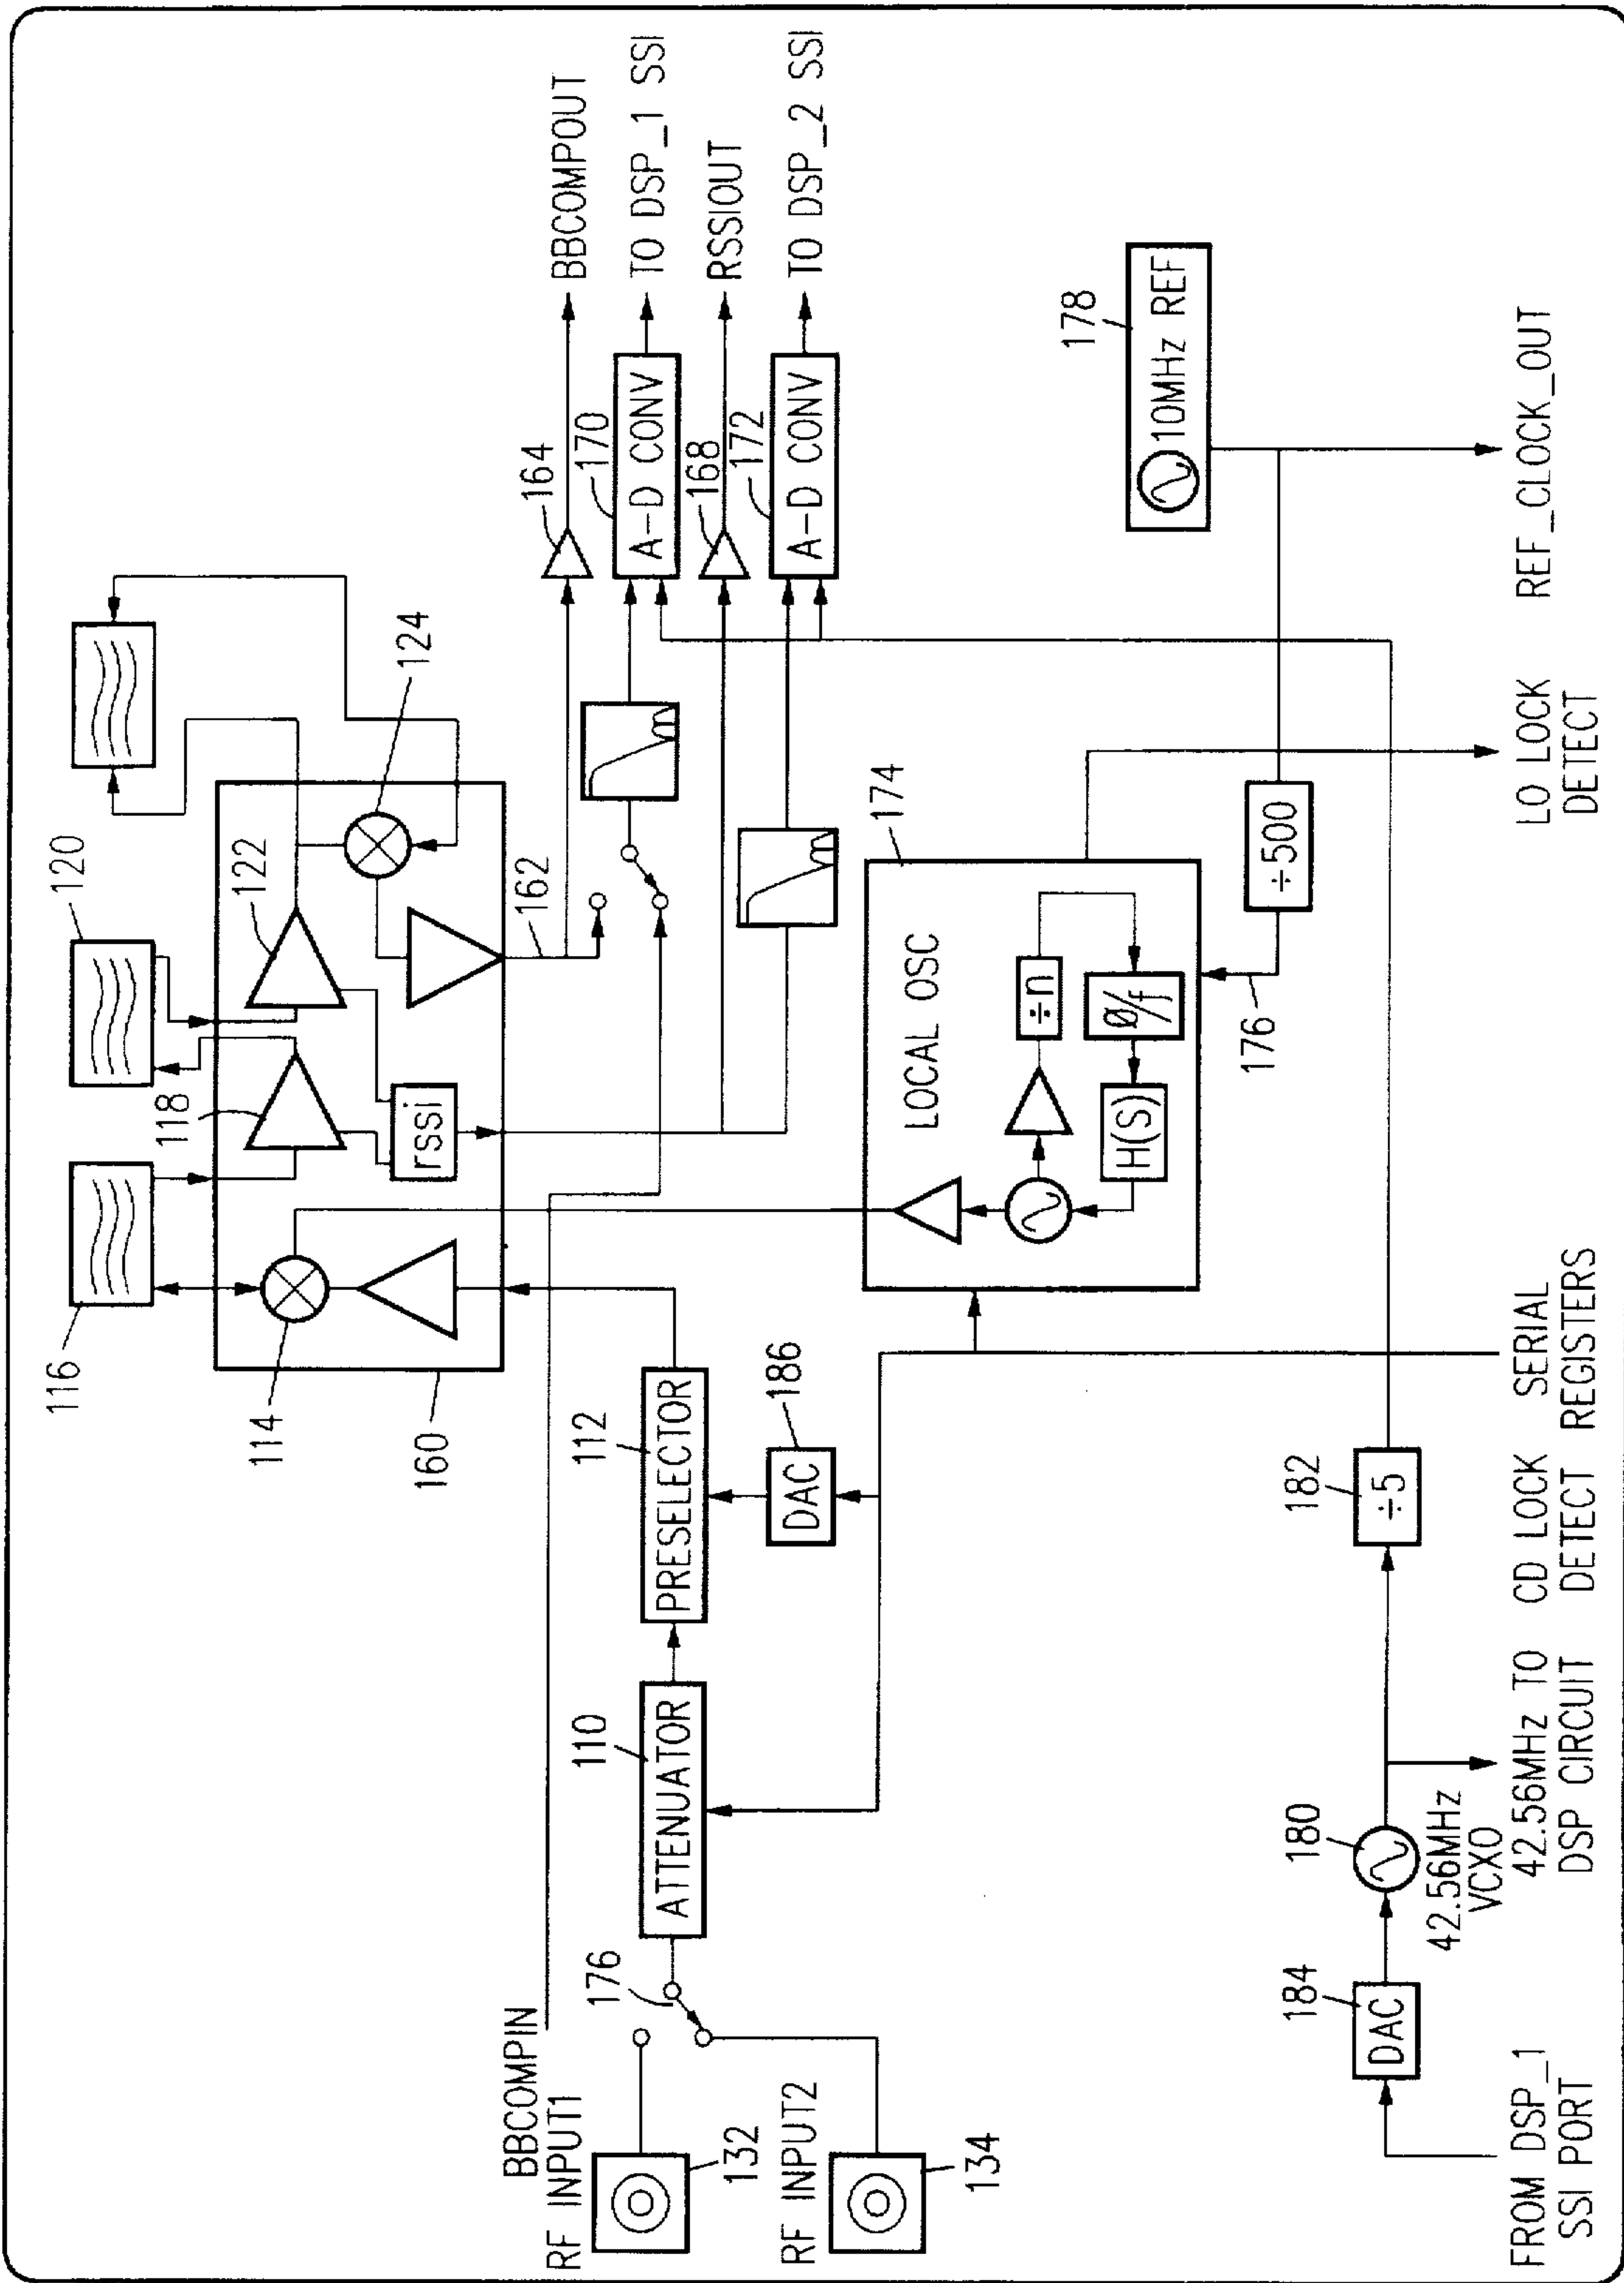 116
120
118
122
124
114
160
rssi
162
164
BBCOMPOUT
170
A-D CONV
TO DSP_1 SSI
168
RSSIOUT
172
A-D CONV
TO DSP_2 SSI
BBCOMPIN
RF INPUT1
132
RF INPUT2
134
176
110
ATTENUATOR
112
PRESELECTOR
186
DAC
174
LOCAL OSC
÷n
Ø/f
H(S)
176
÷500
178
10MHz REF
184
DAC
180
42.56MHz
VCXO
182
÷5
FROM DSP_1
SSI PORT
42.56MHz TO
DSP CIRCUIT
CD LOCK
DETECT
SERIAL
REGISTERS
LO LOCK
DETECT
REF_CLOCK_OUT